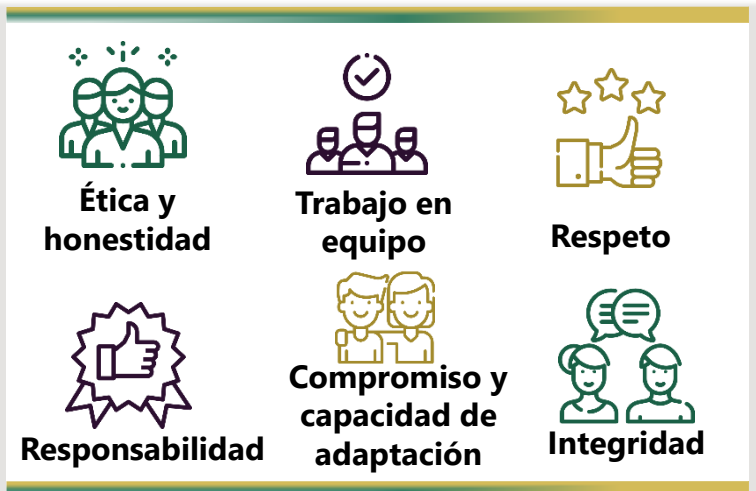 Ética y
honestidad
Trabajo en
equipo
Respeto
Responsabilidad
Compromiso y
capacidad de
adaptación
Integridad